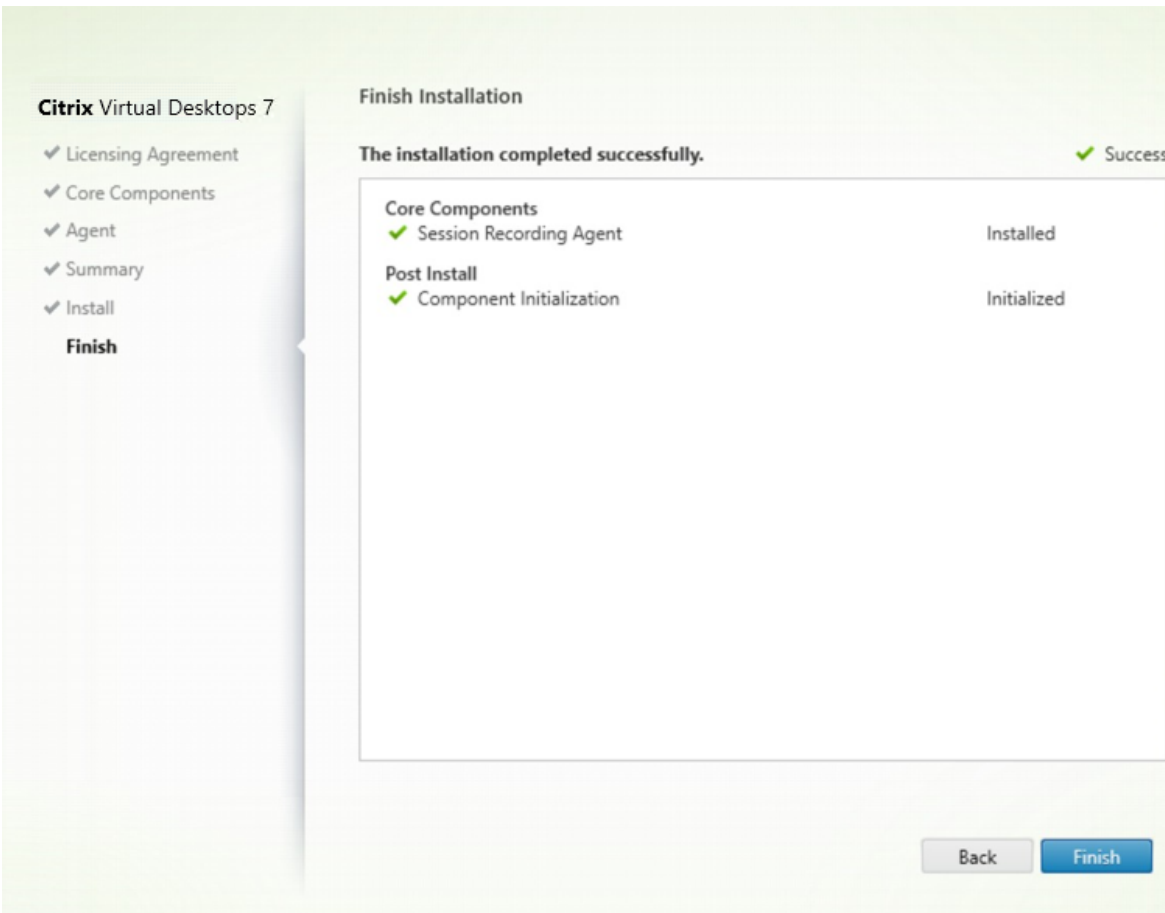 Citrix Virtual Desktops 7
Licensing Agreement
Core Components
Agent
Summary
Install
Finish
Finish Installation
The installation completed successfully.
Success
Core Components
Session Recording Agent Installed
Post Install
Component Initialization Initialized
Back
Finish